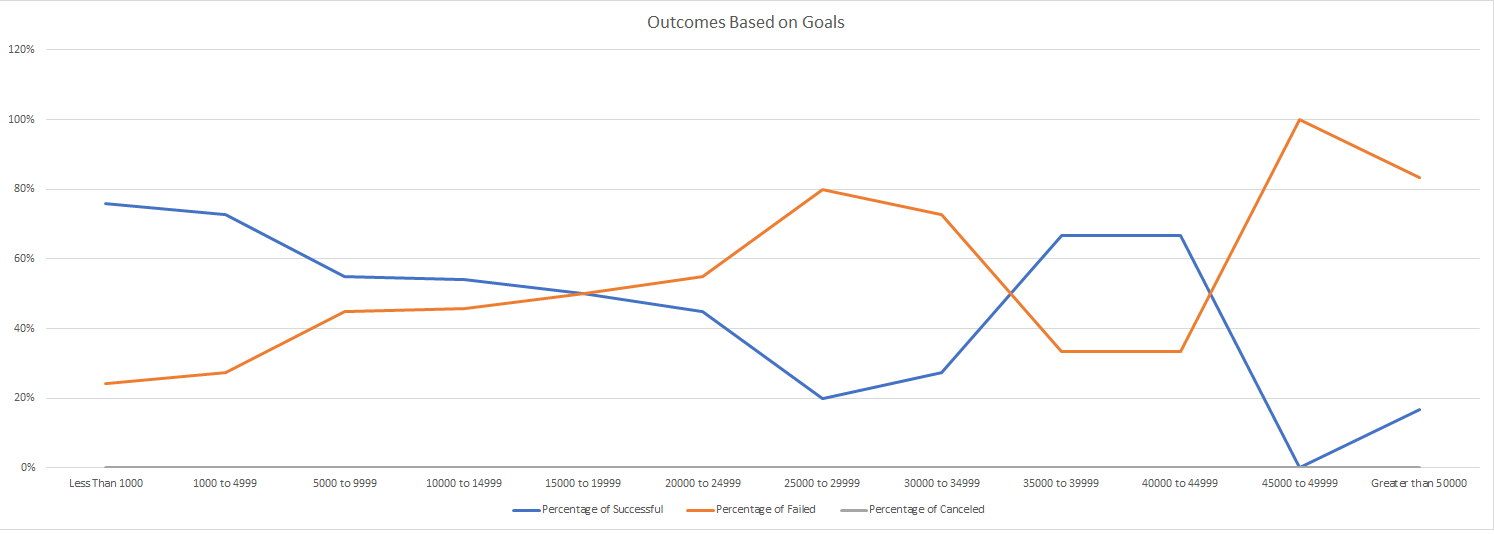 Outcomes Based on Goals
120%
100%
80%
60%
40%
20%
0%
Less Than 1000 1000 to 4999 5000 to 9999 10000 to 14999 15000 to 19999 20000 to 24999 25000 to 29999 30000 to 34999 35000 to 39999 40000 to 44999 45000 to 49999 Greater than 50000
Percentage of Successful Percentage of Failed Percentage of Canceled